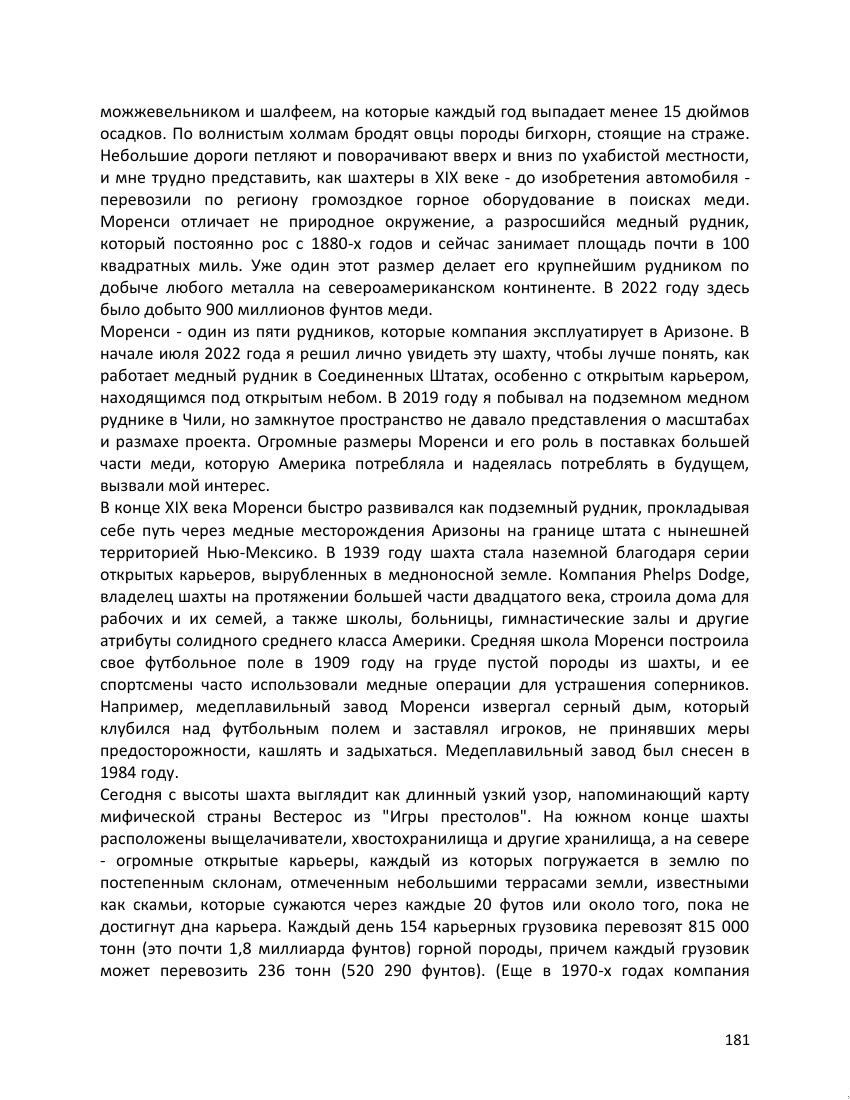 можжевельником и шалфеем, на которые каждый год выпадает менее 15 дюймов
осадков. По волнистым холмам бродят овцы породы бигхорн, стоящие на страже.
Небольшие дороги петляют и поворачивают вверх и вниз по ухабистой местности,
и мне трудно представить, как шахтеры в XIX веке - до изобретения автомобиля -
перевозили по региону громоздкое горное оборудование в поисках меди.
Моренси отличает не природное окружение, а разросшийся медный рудник,
который постоянно рос с 1880-х годов и сейчас занимает площадь почти в 100
квадратных миль. Уже один этот размер делает его крупнейшим рудником по
добыче любого металла на североамериканском континенте. В 2022 году здесь
было добыто 900 миллионов фунтов меди.
Моренси - один из пяти рудников, которые компания эксплуатирует в Аризоне. В
начале июля 2022 года я решил лично увидеть эту шахту, чтобы лучше понять, как
работает медный рудник в Соединенных Штатах, особенно с открытым карьером,
находящимся под открытым небом. В 2019 году я побывал на подземном медном
руднике в Чили, но замкнутое пространство не давало представления о масштабах
и размахе проекта. Огромные размеры Моренси и его роль в поставках большей
части меди, которую Америка потребляла и надеялась потреблять в будущем,
вызвали мой интерес.
В конце XIX века Моренси быстро развивался как подземный рудник, прокладывая
себе путь через медные месторождения Аризоны на границе штата с нынешней
территорией Нью-Мексико. В 1939 году шахта стала наземной благодаря серии
открытых карьеров, вырубленных в медноносной земле. Компания Phelps Dodge,
владелец шахты на протяжении большей части двадцатого века, строила дома для
рабочих и их семей, а также школы, больницы, гимнастические залы и другие
атрибуты солидного среднего класса Америки. Средняя школа Моренси построила
свое футбольное поле в 1909 году на груде пустой породы из шахты, и ее
спортсмены часто использовали медные операции для устрашения соперников.
Например, медеплавильный завод Моренси извергал серный дым, который
клубился над футбольным полем и заставлял игроков, не принявших меры
предосторожности, кашлять и задыхаться. Медеплавильный завод был снесен в
1984 году.
Сегодня с высоты шахта выглядит как длинный узкий узор, напоминающий карту
мифической страны Вестерос из "Игры престолов". На южном конце шахты
расположены выщелачиватели, хвостохранилища и другие хранилища, а на севере
- огромные открытые карьеры, каждый из которых погружается в землю по
постепенным склонам, отмеченным небольшими террасами земли, известными
как скамьи, которые сужаются через каждые 20 футов или около того, пока не
достигнут дна карьера. Каждый день 154 карьерных грузовика перевозят 815 000
тонн (это почти 1,8 миллиарда фунтов) горной породы, причем каждый грузовик
может перевозить 236 тонн (520 290 фунтов). (Еще в 1970-х годах компания
181